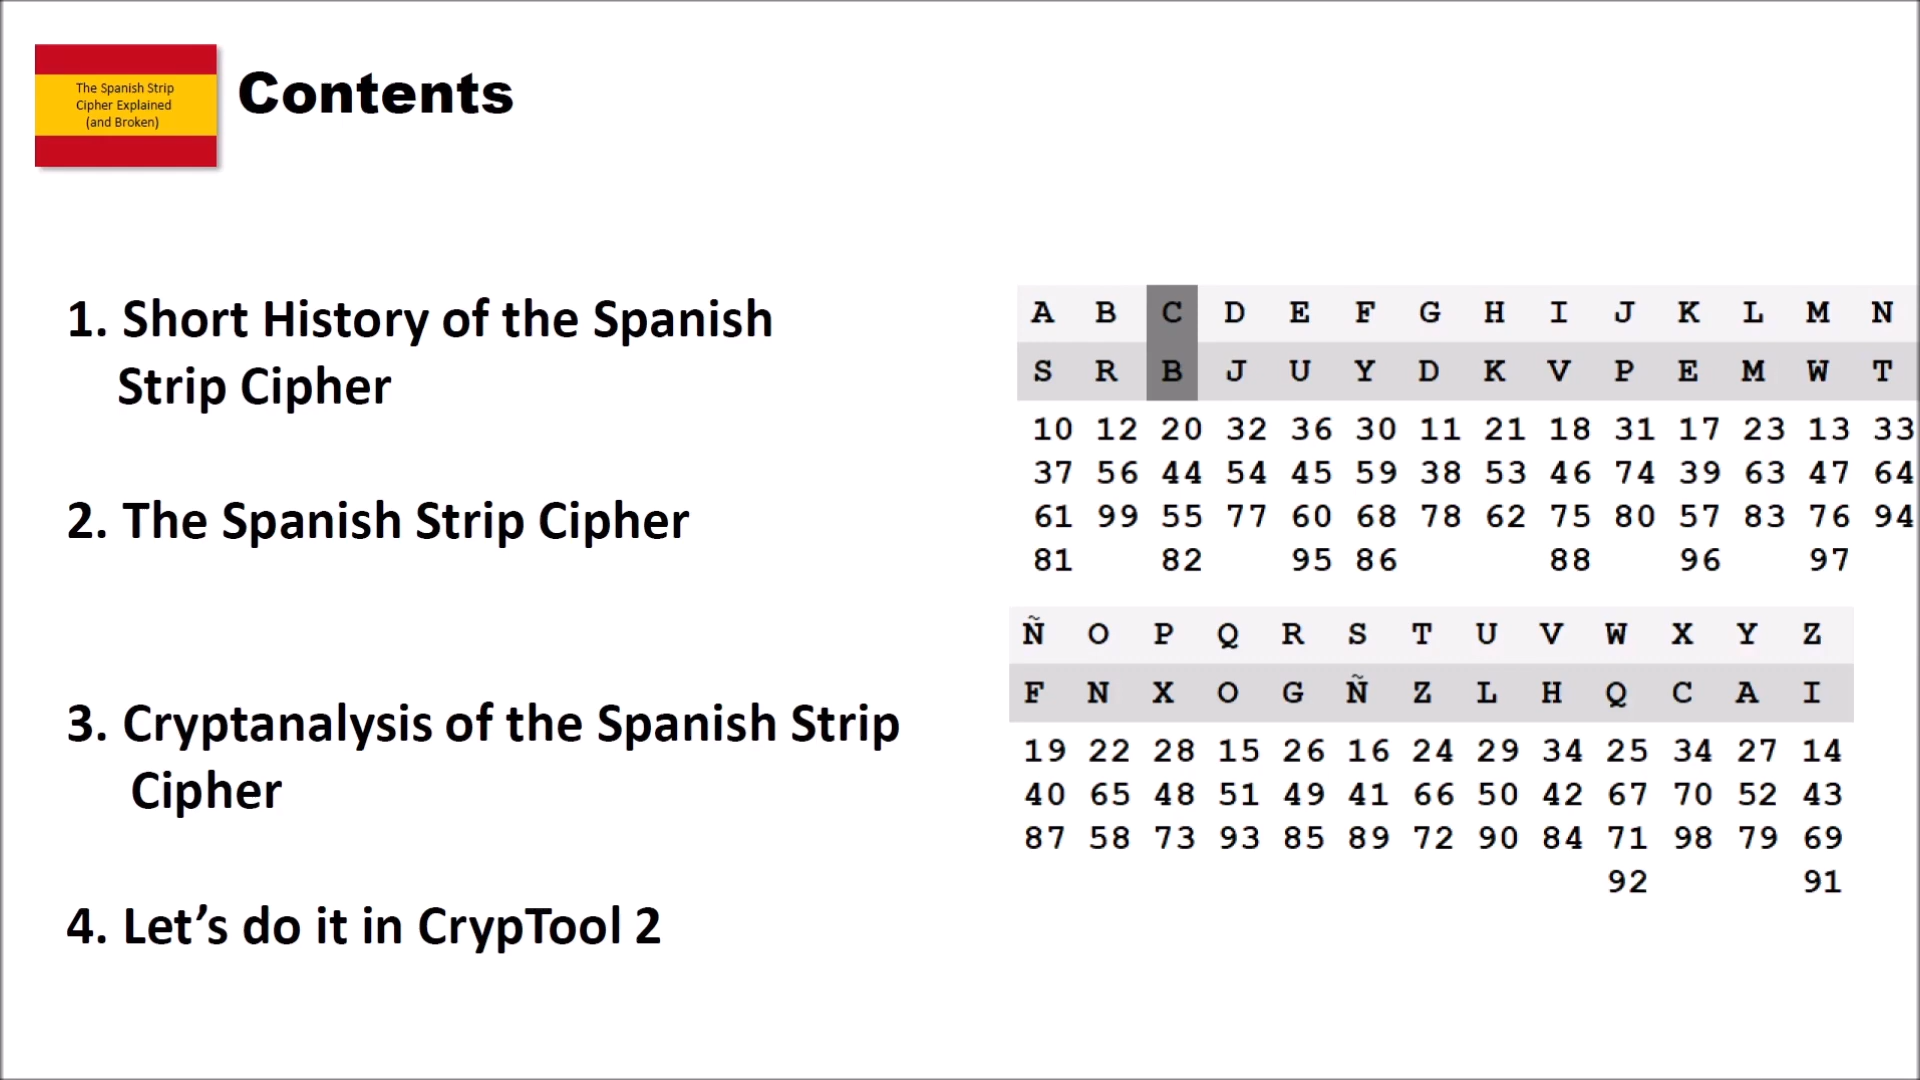 The Spanish Strip
Cipher Explained
(and Broken)
Contents
1. Short History of the Spanish
Strip Cipher
2. The Spanish Strip Cipher
3. Cryptanalysis of the Spanish Strip
Cipher
4. Let’s do it in CrypTool 2
A B C D E F G H I J K L M N
S R B J U Y D K V P E M W T
10 12 20 32 36 30 11 21 18 31 17 23 13 33
37 56 44 54 45 59 38 53 46 74 39 63 47 64
61 99 55 77 60 68 78 62 75 80 57 83 76 94
81 82 95 86 88 96 97
Ñ O P Q R S T U V W X Y Z
F N X O G Ñ Z L H Q C A I
19 22 28 15 26 16 24 29 34 25 34 27 14
40 65 48 51 49 41 66 50 42 67 70 52 43
87 58 73 93 85 89 72 90 84 71 98 79 69
92 91